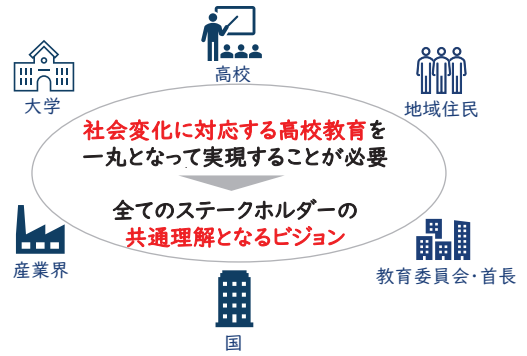 高校
大学
地域住民
社会変化に対応する高校教育を
一丸となって実現することが必要
全てのステークホルダーの
共通理解となるビジョン
産業界
教育委員会・首長
国